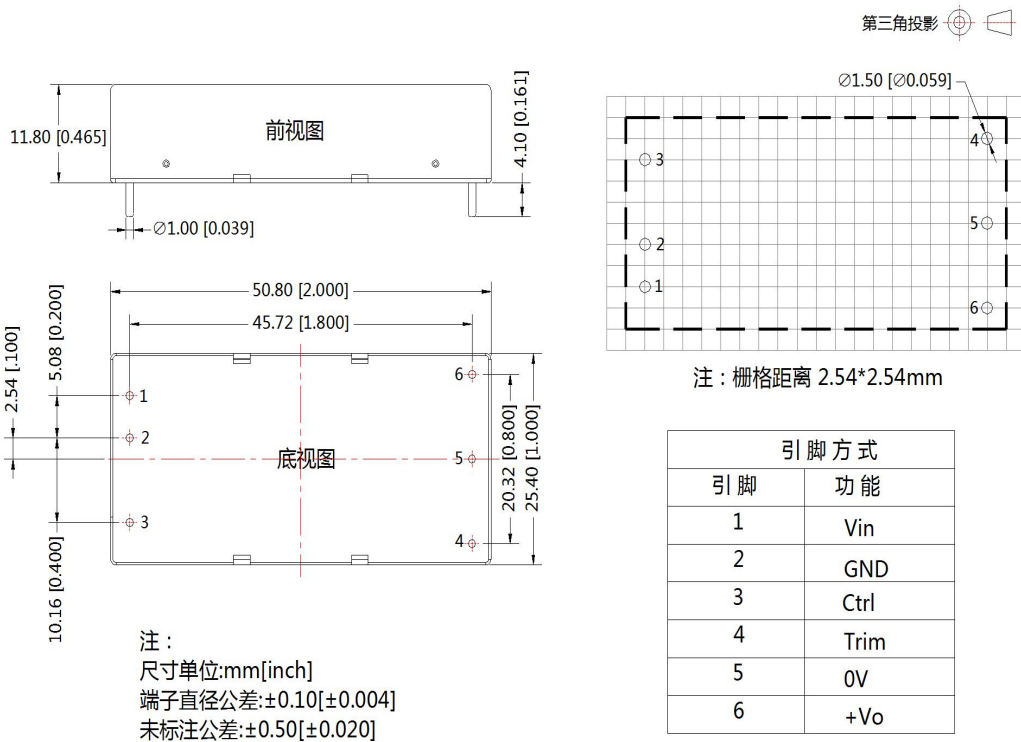 第三角投影
∅1.50 [∅0.059]
11.80 [0.465]
前视图
4.10 [0.161]
∅1.00 [0.039]
4
3
5
2
1
6
注：栅格距离 2.54*2.54mm
50.80 [2.000]
45.72 [1.800]
5.08 [0.200]
2.54 [.100]
10.16 [0.400]
1
2
3
6
5
4
底视图
20.32 [0.800]
25.40 [1.000]
引脚方式
引脚 功能
1 Vin
2 GND
3 Ctrl
4 Trim
5 0V
6 +Vo
注：
尺寸单位:mm[inch]
端子直径公差:±0.10[±0.004]
未标注公差:±0.50[±0.020]